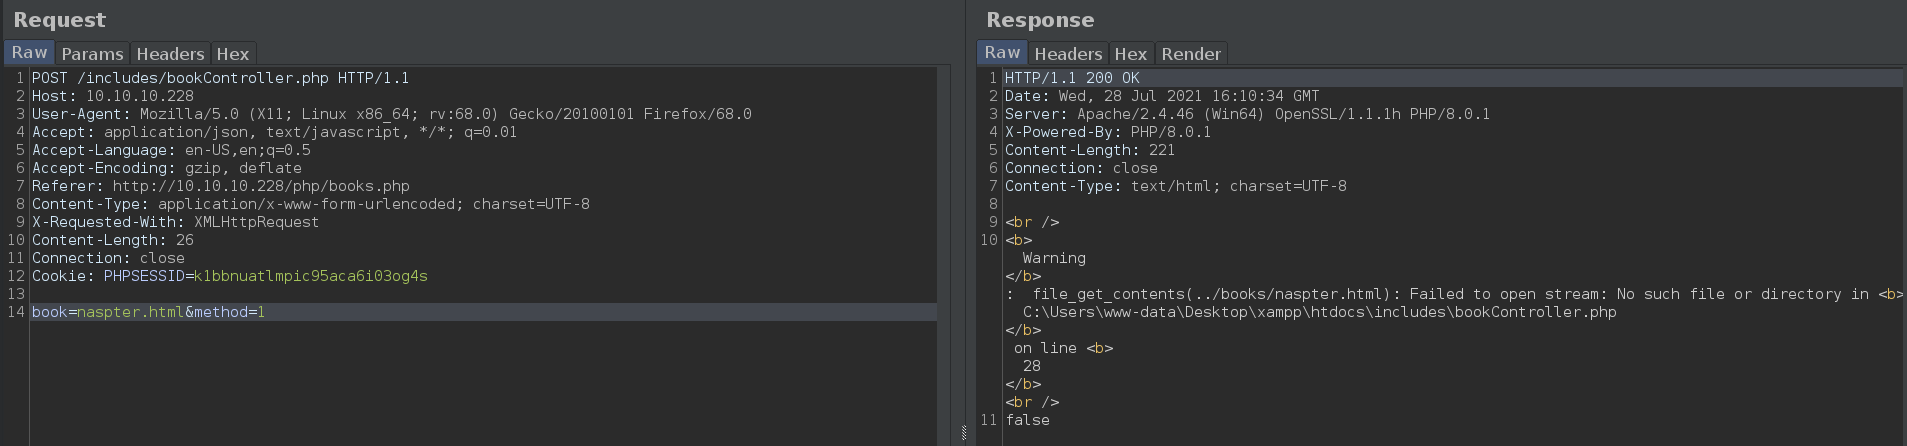 Request
Raw Params Headers Hex
1 POST /includes/bookController.php HTTP/1.1
2 Host: 10.10.10.228
3 User-Agent: Mozilla/5.0 (X11; Linux x86_64; rv:68.0) Gecko/20100101 Firefox/68.0
4 Accept: application/json, text/javascript, */*; q=0.01
5 Accept-Language: en-US,en;q=0.5
6 Accept-Encoding: gzip, deflate
7 Referer: http://10.10.10.228/php/books.php
8 Content-Type: application/x-www-form-urlencoded; charset=UTF-8
9 X-Requested-With: XMLHttpRequest
10 Content-Length: 26
11 Connection: close
12 Cookie: PHPSESSID=k1bbnuatlmpic95aca6i03og4s
13
14 book=naspter.html&method=1
Response
Raw Headers Hex Render
1 HTTP/1.1 200 OK
2 Date: Wed, 28 Jul 2021 16:10:34 GMT
3 Server: Apache/2.4.46 (Win64) OpenSSL/1.1.1h PHP/8.0.1
4 X-Powered-By: PHP/8.0.1
5 Content-Length: 221
6 Connection: close
7 Content-Type: text/html; charset=UTF-8
8
9 <br />
10 <b>
Warning
</b>
:  file_get_contents(../books/naspter.html): Failed to open stream: No such file or directory in <b>
C:\Users\www-data\Desktop\xampp\htdocs\includes\bookController.php
</b>
on line <b>
28
</b>
<br />
11 false